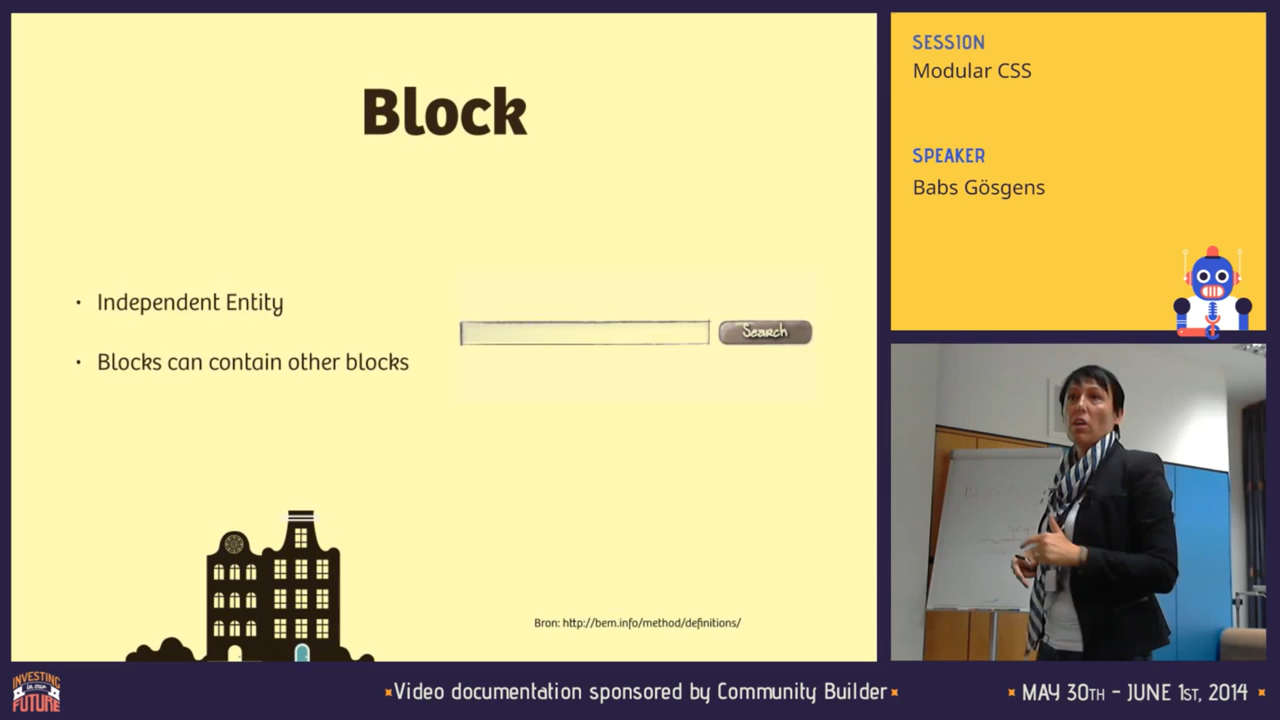 Block
• Independent Entity
• Blocks can contain other blocks
Search
Bron: http://bem.info/method/definitions/
SESSION
Modular CSS
SPEAKER
Babs Gösgens
INVESTING
IN OUR
FUTURE
Video documentation sponsored by Community Builder
MAY 30TH - JUNE 1ST, 2014